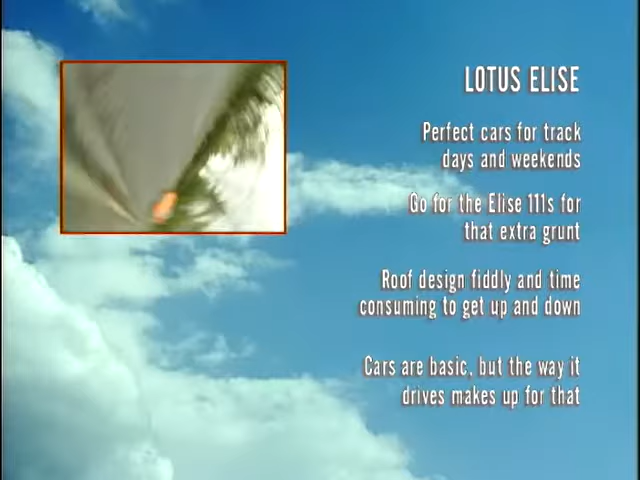 LOTUS ELISE
Perfect cars for track
days and weekends
Go for the Elise 111s for
that extra grunt
Roof design fiddly and time
consuming to get up and down
Cars are basic, but the way it
drives makes up for that